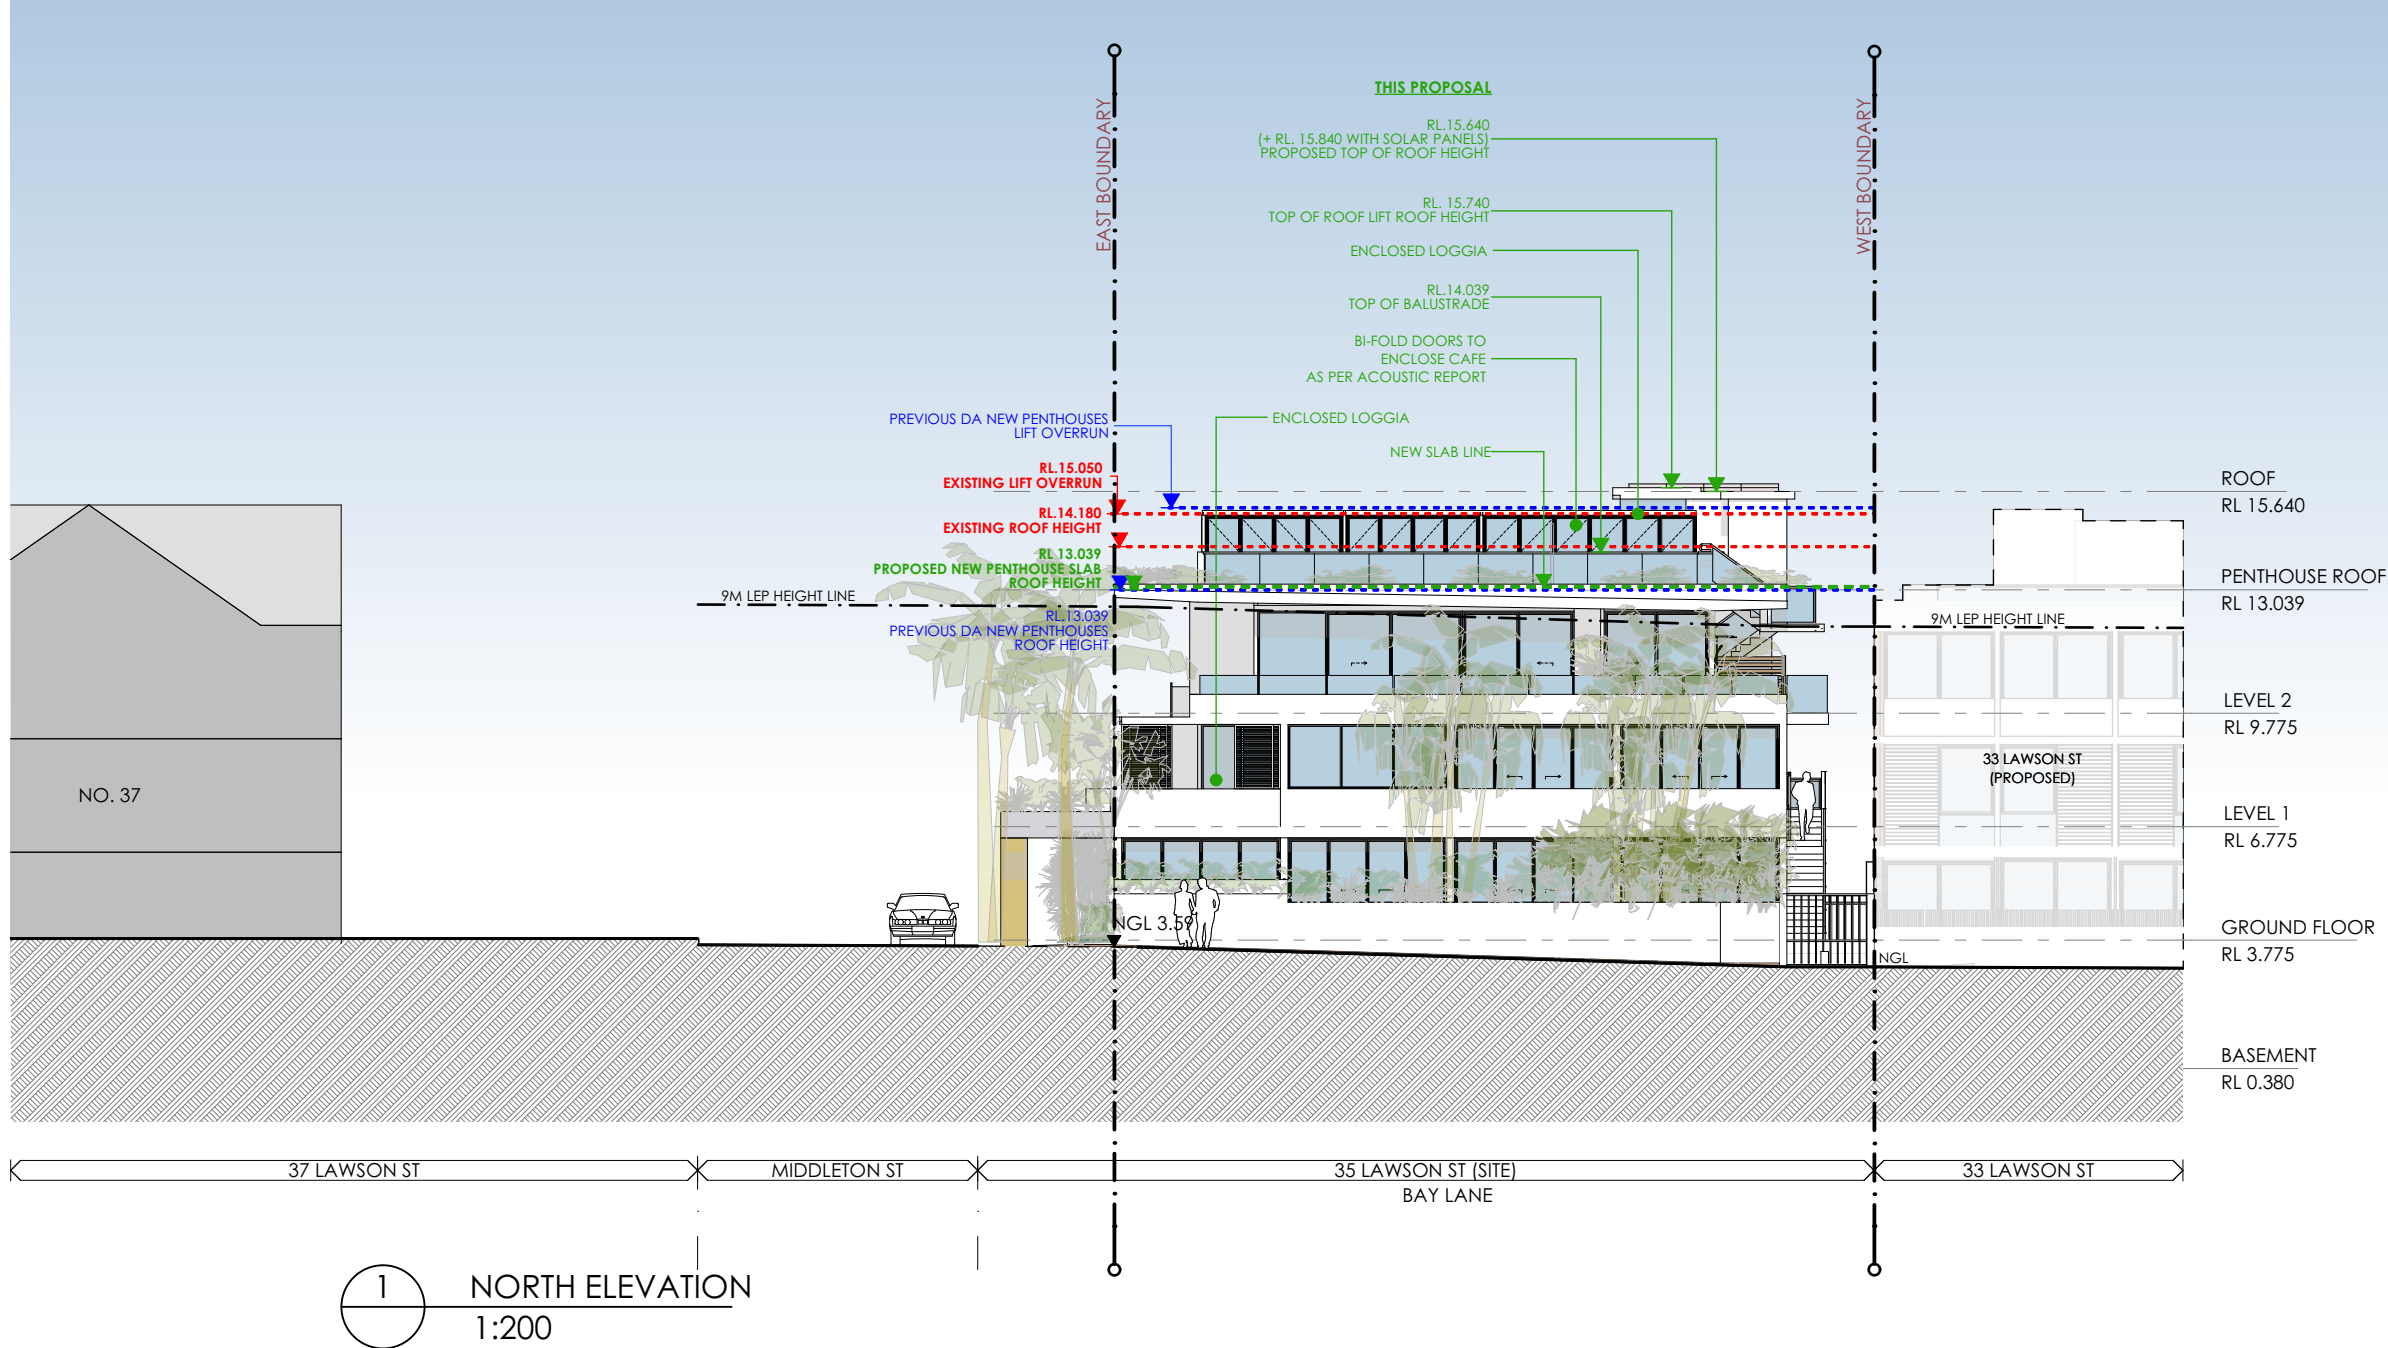 THIS PROPOSAL
RL.15.640
(+ RL. 15.840 WITH SOLAR PANELS)
PROPOSED TOP OF ROOF HEIGHT
RL. 15.740
TOP OF ROOF LIFT ROOF HEIGHT
ENCLOSED LOGGIA
RL.14.039
TOP OF BALUSTRADE
BI-FOLD DOORS TO
ENCLOSE CAFE
AS PER ACOUSTIC REPORT
ENCLOSED LOGGIA
NEW SLAB LINE
EAST BOUNDARY
WEST BOUNDARY
PREVIOUS DA NEW PENTHOUSES
LIFT OVERRUN
RL.15.050
EXISTING LIFT OVERRUN
RL.14.180
EXISTING ROOF HEIGHT
RL 13.039
PROPOSED NEW PENTHOUSE SLAB
ROOF HEIGHT
9M LEP HEIGHT LINE
RL.13.039
PREVIOUS DA NEW PENTHOUSES
ROOF HEIGHT
9M LEP HEIGHT LINE
ROOF
RL 15.640
PENTHOUSE ROOF
RL 13.039
LEVEL 2
RL 9.775
33 LAWSON ST
(PROPOSED)
NO. 37
LEVEL 1
RL 6.775
NGL 3.59
NGL
GROUND FLOOR
RL 3.775
BASEMENT
RL 0.380
37 LAWSON ST
MIDDLETON ST
35 LAWSON ST (SITE)
33 LAWSON ST
BAY LANE
1
NORTH ELEVATION
1:200